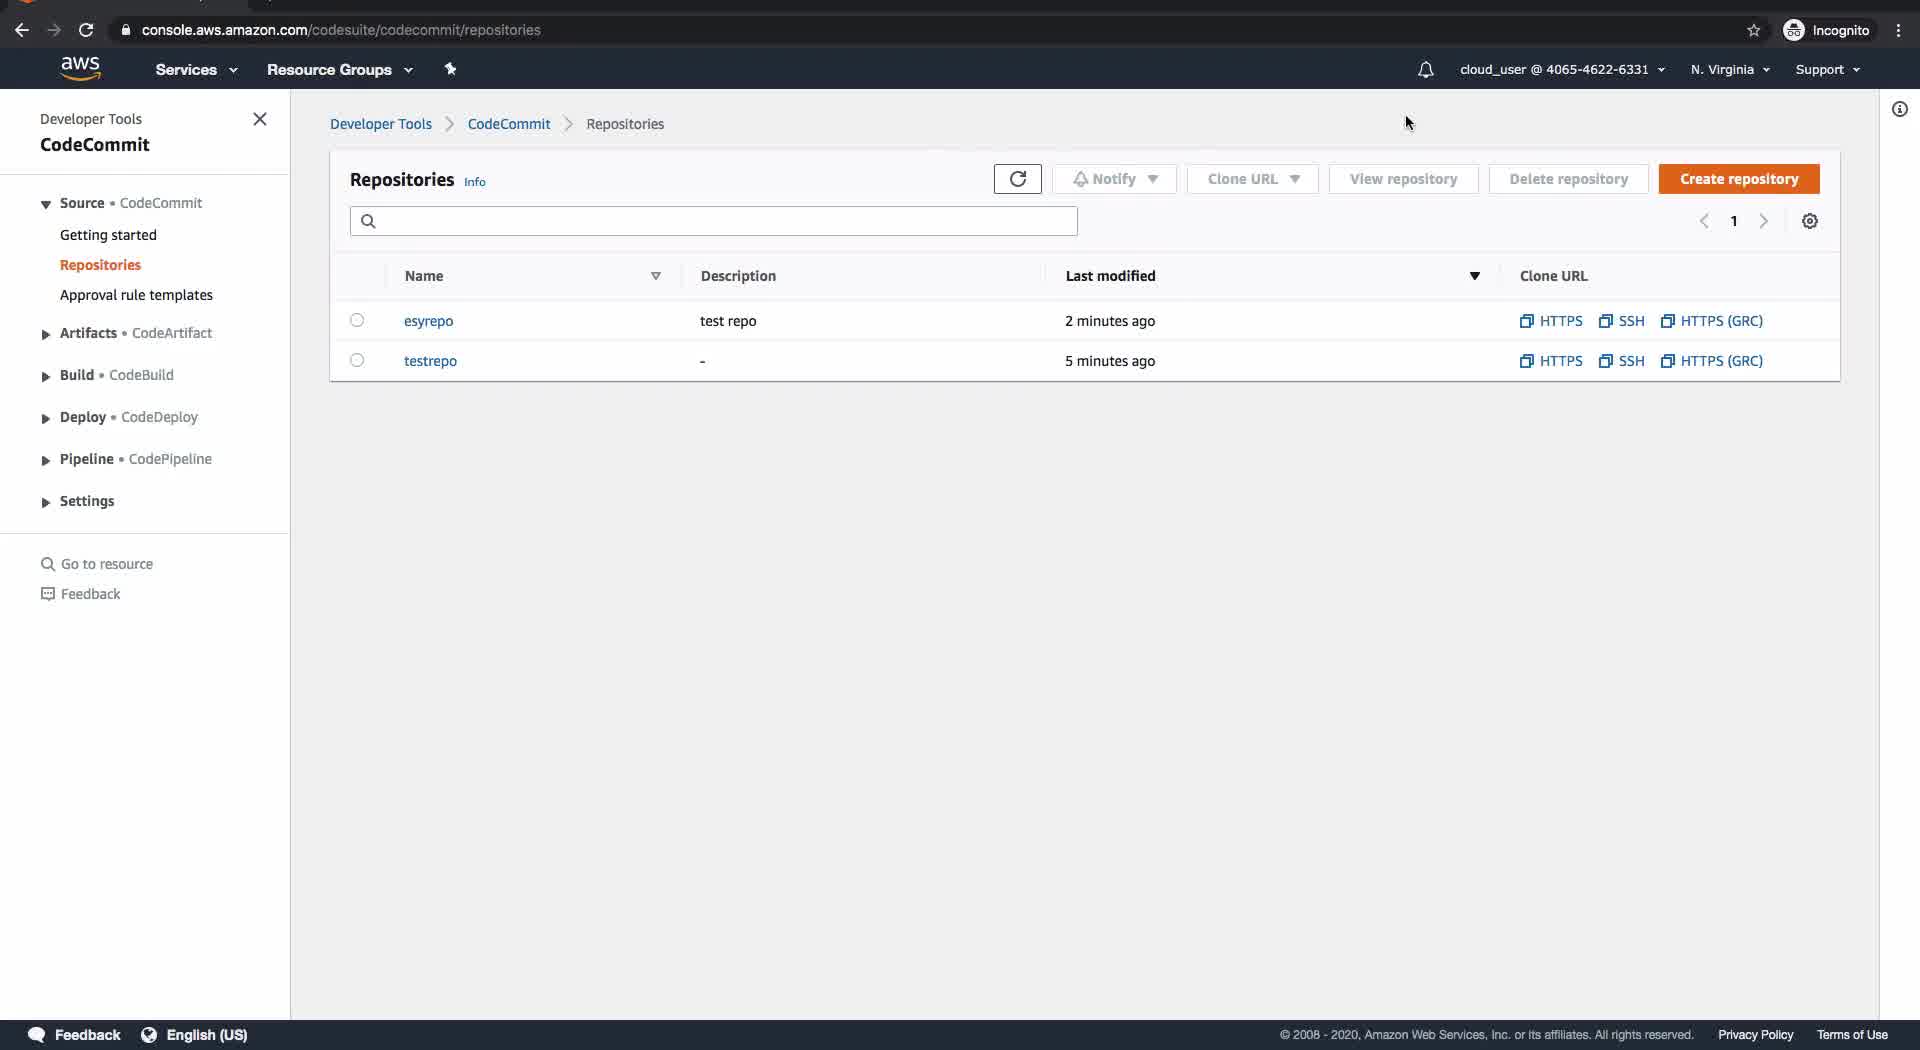 console.aws.amazon.com/codesuite/codecommit/repositories
Incognito
aws
Services
Resource Groups
cloud_user @ 4065-4622-6331
N. Virginia
Support
Developer Tools
CodeCommit
Source • CodeCommit
Getting started
Repositories
Approval rule templates
Artifacts • CodeArtifact
Build • CodeBuild
Deploy • CodeDeploy
Pipeline • CodePipeline
Settings
Go to resource
Feedback
Developer Tools > CodeCommit > Repositories
Repositories Info
Notify
Clone URL
View repository
Delete repository
Create repository
1
Name Description Last modified Clone URL
esyrepo test repo 2 minutes ago HTTPS SSH HTTPS (GRC)
testrepo - 5 minutes ago HTTPS SSH HTTPS (GRC)
Feedback English (US)
© 2008 - 2020, Amazon Web Services, Inc. or its affiliates. All rights reserved. Privacy Policy Terms of Use